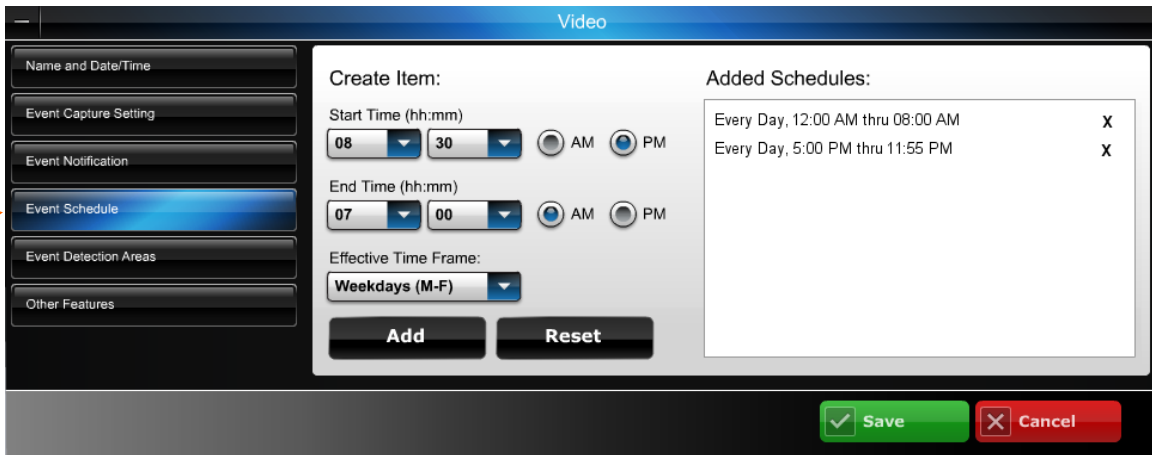 Video
Name and Date/Time
Event Capture Setting
Event Notification
Event Schedule
Event Detection Areas
Other Features
Create Item:
Start Time (hh:mm)
08 30 AM PM
End Time (hh:mm)
07 00 AM PM
Effective Time Frame:
Weekdays (M-F)
Add Reset
Added Schedules:
Every Day, 12:00 AM thru 08:00 AM X
Every Day, 5:00 PM thru 11:55 PM X
Save Cancel